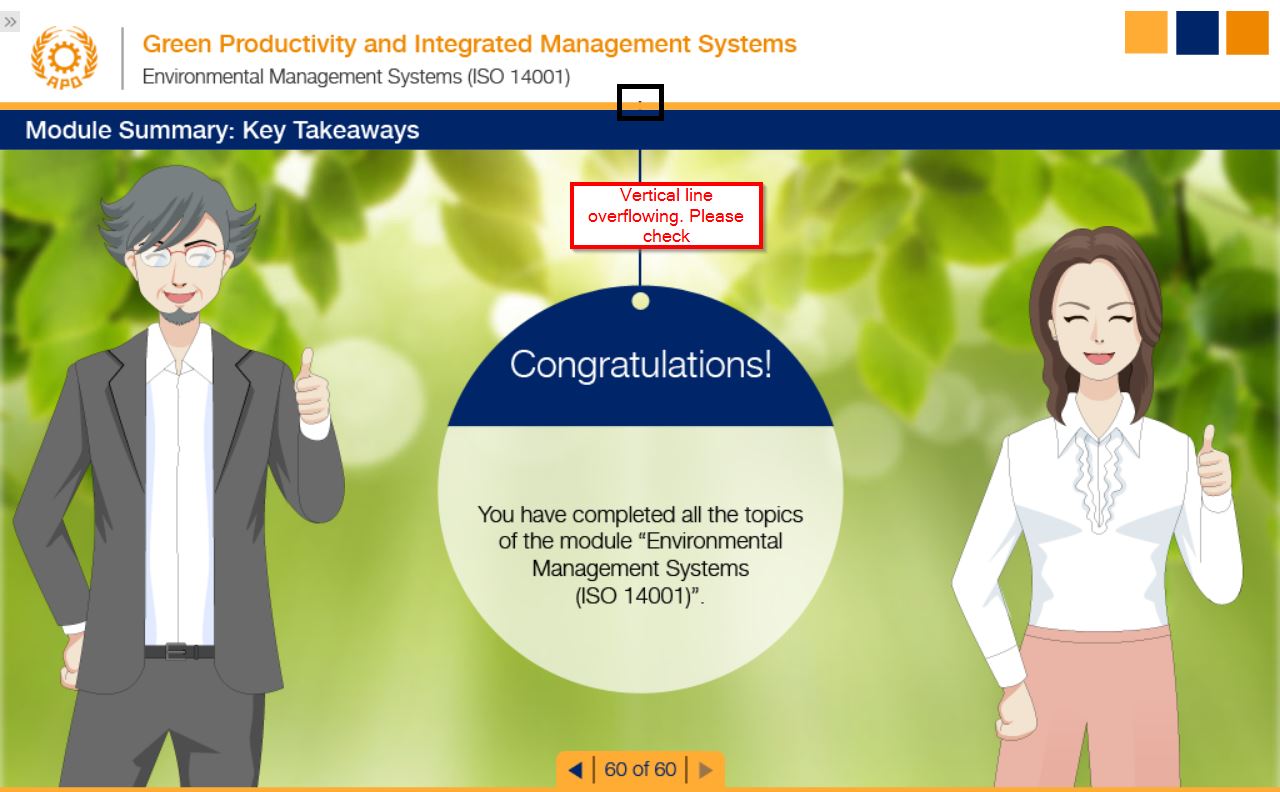 »
APO
Green Productivity and Integrated Management Systems
Environmental Management Systems (ISO 14001)
Module Summary: Key Takeaways
Vertical line
overflowing. Please
check
Congratulations!
You have completed all the topics
of the module “Environmental
Management Systems
(ISO 14001)”.
60 of 60